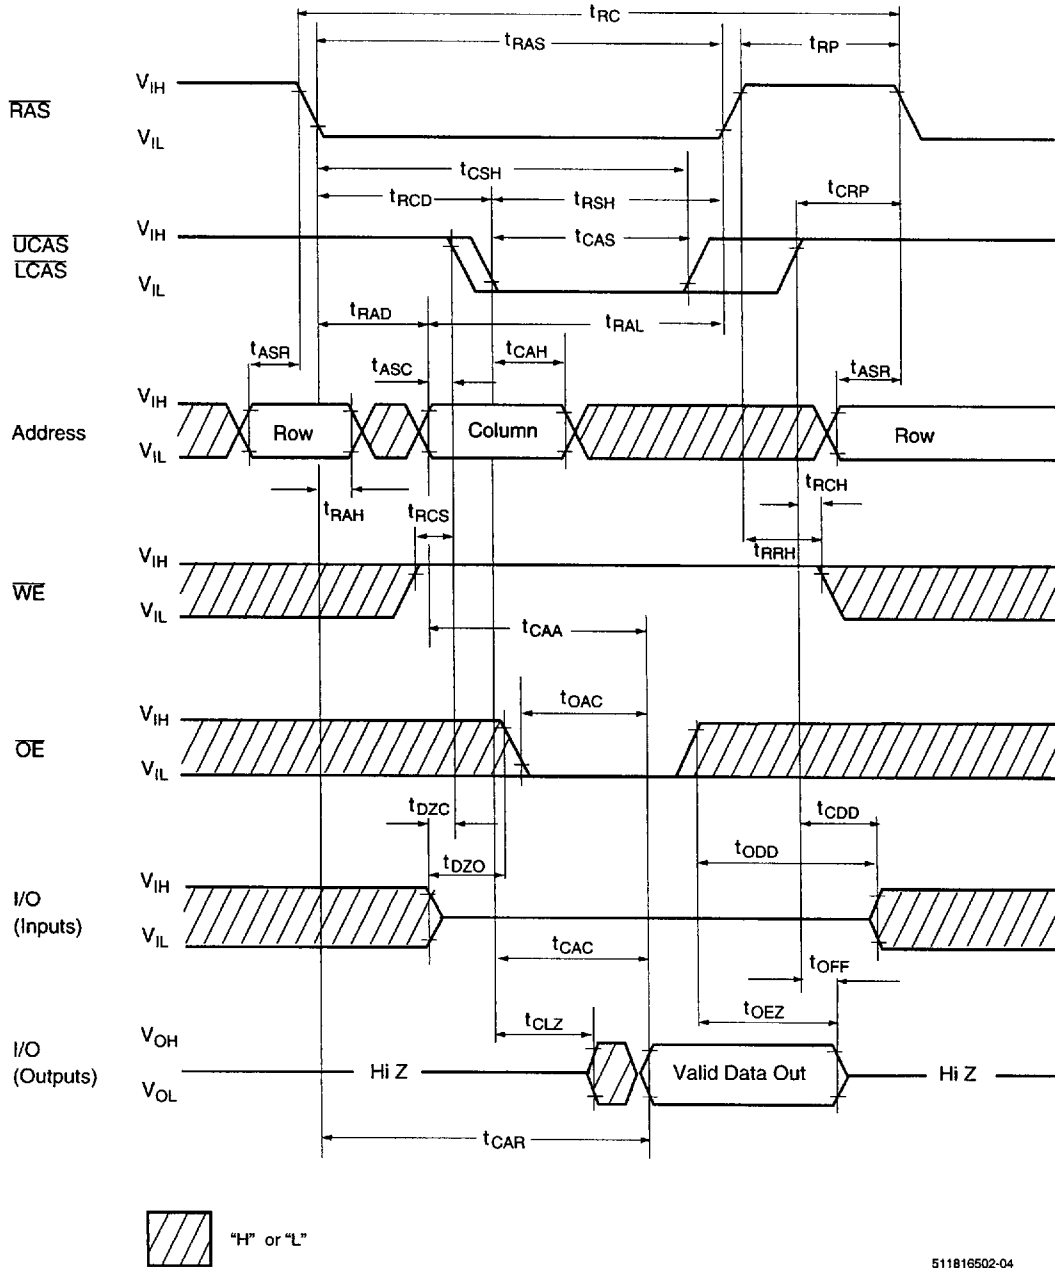 tRC
tRAS
tRP
VIH
RAS
VIL
tCSH
tRCD
tRSH
tCRP
VIH
UCAS
LCAS
tCAS
VIL
tRAD
tRAL
tASR
tASC
tCAH
tASR
VIH
Address
Row
Column
Row
VIL
tRAH
tRCS
tRCH
tRRH
VIH
WE
VIL
tCAA
tOAC
VIH
OE
VIL
tDZC
tCDD
tDZO
tODD
VIH
I/O
(Inputs)
VIL
tCAC
tOFF
tCLZ
tOEZ
VOH
I/O
(Outputs)
Hi Z
Valid Data Out
Hi Z
VOL
tCAR
“H” or “L”
511816502-04